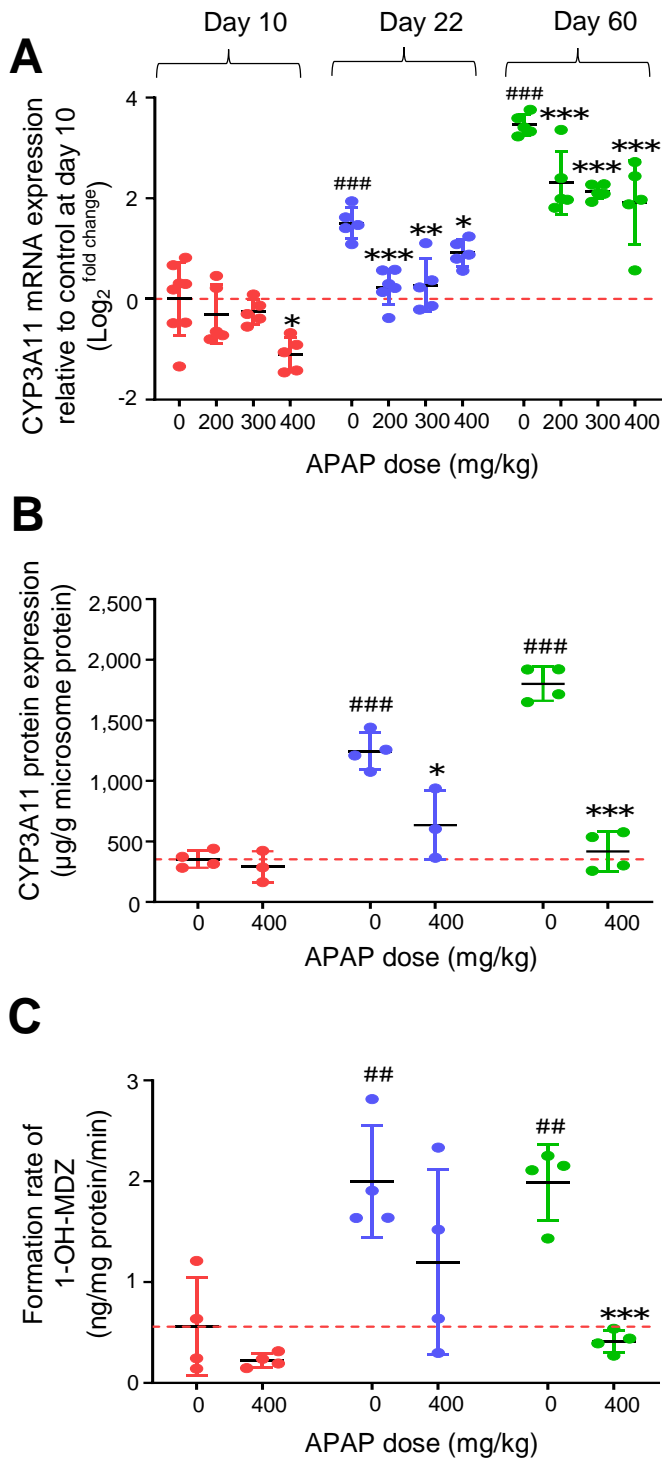 Day 10 Day 22 Day 60
A
CYP3A11 mRNA expression
relative to control at day 10
(Log2 fold change)
4
2
0
-2
###
***
**
*
*
###
***
***
***
0 200 300 400 0 200 300 400 0 200 300 400
APAP dose (mg/kg)
B
CYP3A11 protein expression
(µg/g microsome protein)
2,500
2,000
1,500
1,000
500
0
###
*
###
***
0 400 0 400 0 400
APAP dose (mg/kg)
C
Formation rate of
1-OH-MDZ
(ng/mg protein/min)
3
2
1
0
##
##
***
0 400 0 400 0 400
APAP dose (mg/kg)